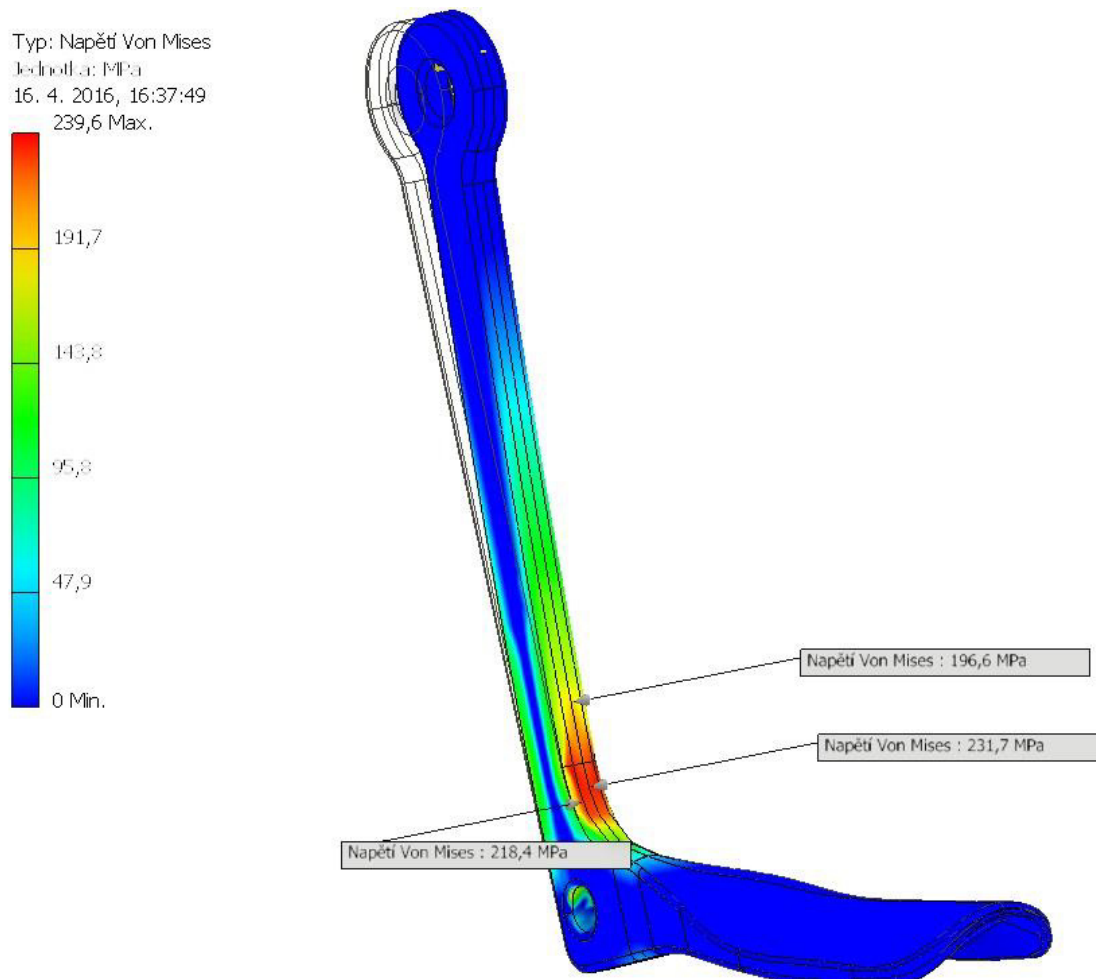 Typ: Napětí Von Mises
Jednotka: MPa
16. 4. 2016, 16:37:49
239,6 Max.
191,7
143,8
95,8
47,9
0 Min.
Napětí Von Mises : 196,6 MPa
Napětí Von Mises : 231,7 MPa
Napětí Von Mises : 218,4 MPa